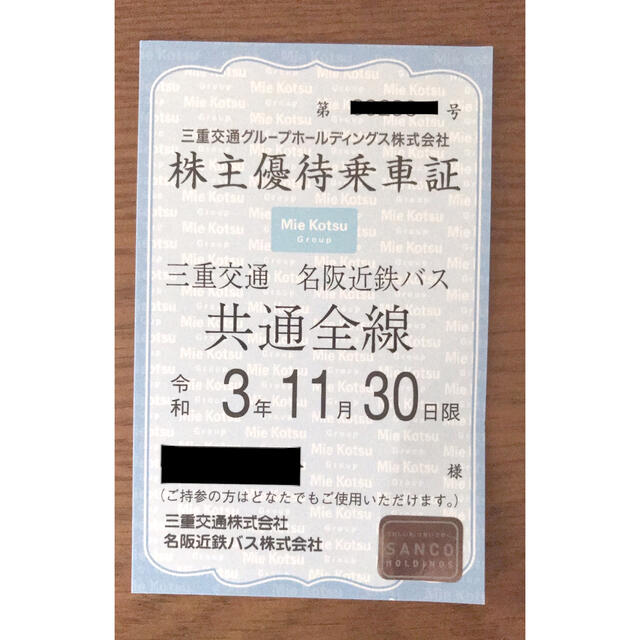 第 号
三重交通グループホールディングス株式会社
株主優待乗車証
Mie Kotsu
Group
三重交通 名阪近鉄バス
共通全線
令和 3年 11月 30日限
様
(ご持参の方はどなたでもご使用いただけます。)
三重交通株式会社
名阪近鉄バス株式会社
SANCO
HOLDINGS